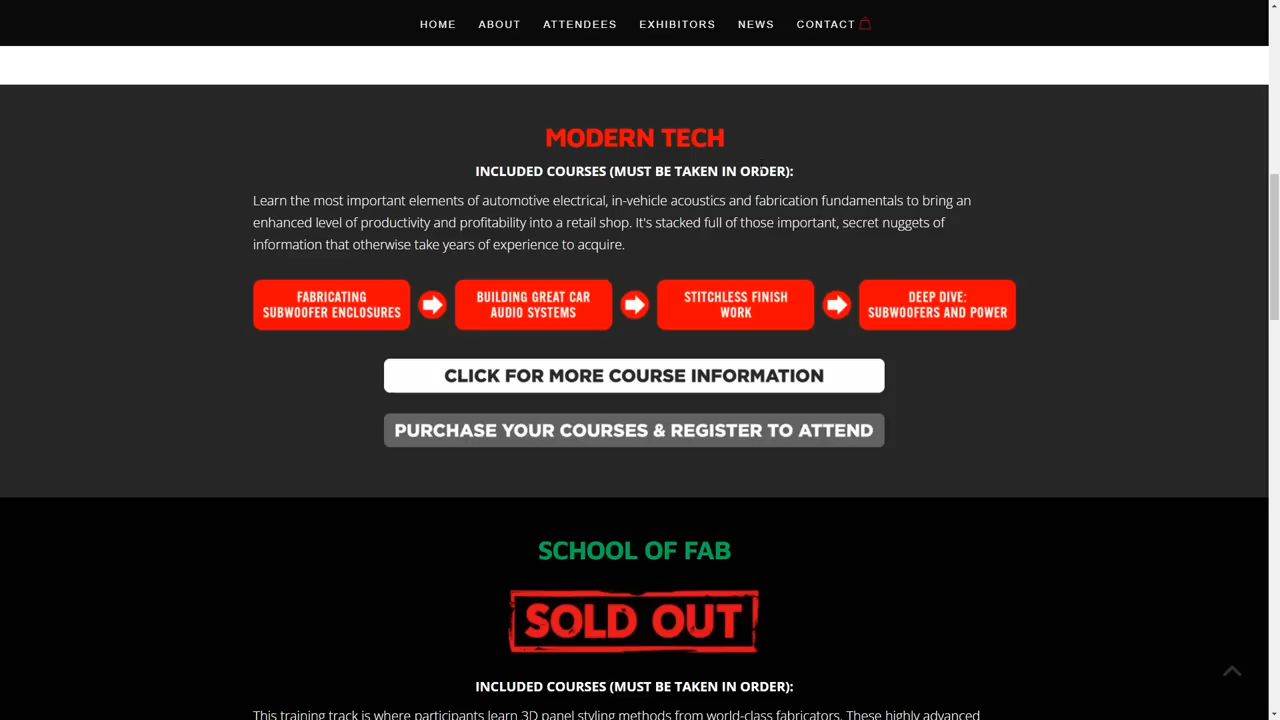 HOME ABOUT ATTENDEES EXHIBITORS NEWS CONTACT
MODERN TECH
INCLUDED COURSES (MUST BE TAKEN IN ORDER):
Learn the most important elements of automotive electrical, in-vehicle acoustics and fabrication fundamentals to bring an
enhanced level of productivity and profitability into a retail shop. It's stacked full of those important, secret nuggets of
information that otherwise take years of experience to acquire.
FABRICATING
SUBWOOFER ENCLOSURES
BUILDING GREAT CAR
AUDIO SYSTEMS
STITCHLESS FINISH
WORK
DEEP DIVE:
SUBWOOFERS AND POWER
CLICK FOR MORE COURSE INFORMATION
PURCHASE YOUR COURSES & REGISTER TO ATTEND
SCHOOL OF FAB
SOLD OUT
INCLUDED COURSES (MUST BE TAKEN IN ORDER):
This training track is where participants learn 3D panel styling methods from world-class fabricators. These highly advanced